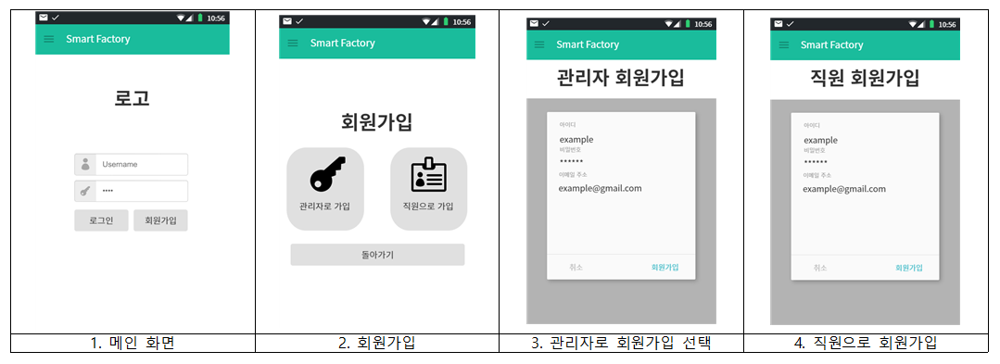 10:56
Smart Factory
로고
Username
••••
로그인 회원가입
1. 메인 화면
10:56
Smart Factory
회원가입
관리자로 가입 직원으로 가입
돌아가기
2. 회원가입
10:56
Smart Factory
관리자 회원가입
아이디
example
비밀번호
••••••
이메일 주소
example@gmail.com
취소 회원가입
3. 관리자로 회원가입 선택
10:56
Smart Factory
직원 회원가입
아이디
example
비밀번호
••••••
이메일 주소
example@gmail.com
취소 회원가입
4. 직원으로 회원가입